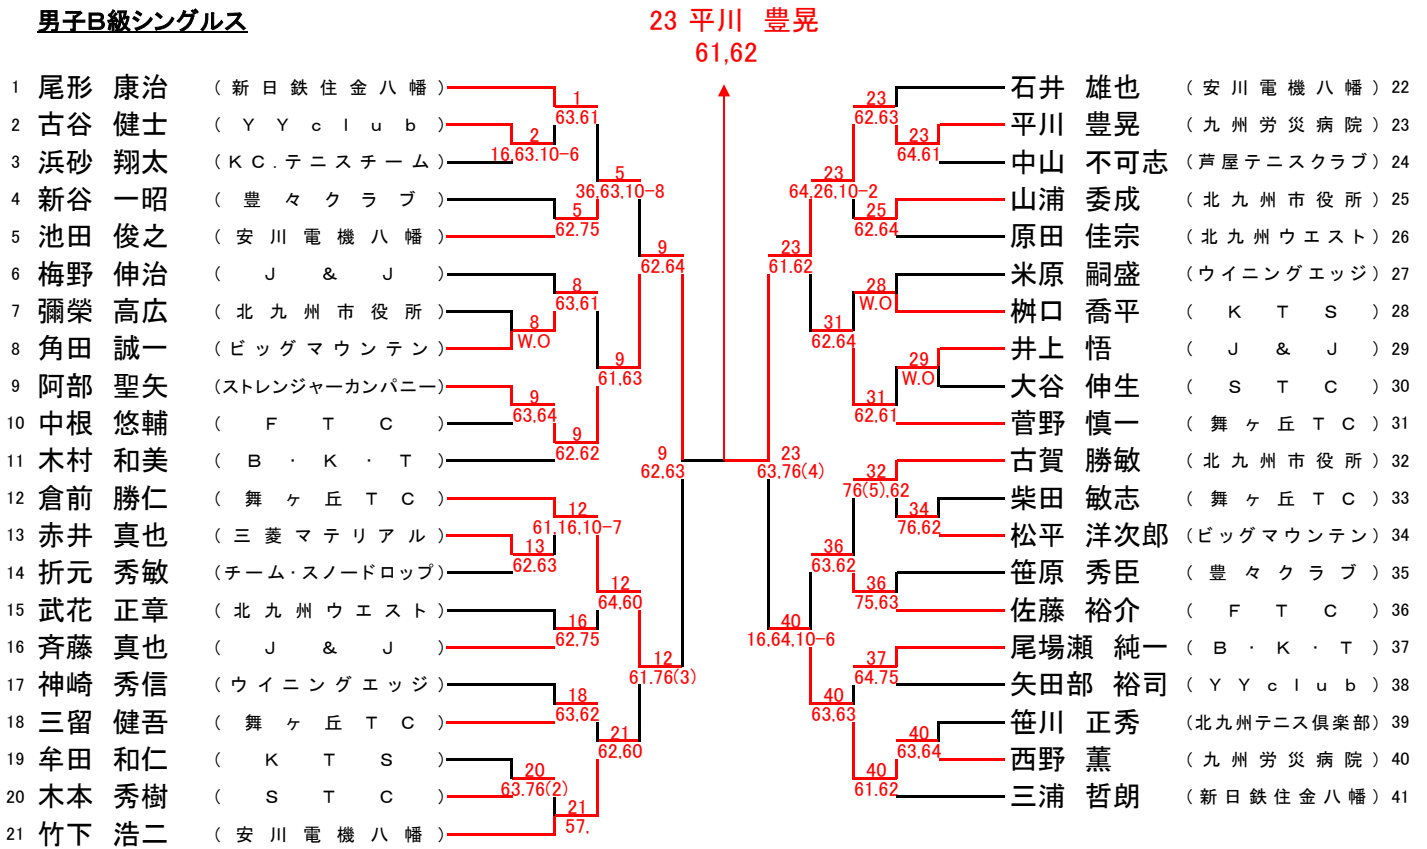 男子B級シングルス
23 平川 豊晃
61,62
1 尾形 康治 (新日鉄住金八幡)
2 古谷 健士 (YYclub)
3 浜砂 翔太 (KC.テニスチーム)
4 新谷 一昭 (豊々クラブ)
5 池田 俊之 (安川電機八幡)
6 梅野 伸治 (J & J)
7 彌榮 高広 (北九州市役所)
8 角田 誠一 (ビッグマウンテン)
9 阿部 聖矢 (ストレンジャーカンパニー)
10 中根 悠輔 (FTC)
11 木村 和美 (B・K・T)
12 倉前 勝仁 (舞ヶ丘TC)
13 赤井 真也 (三菱マテリアル)
14 折元 秀敏 (チーム・スノードロップ)
15 武花 正章 (北九州ウエスト)
16 斉藤 真也 (J & J)
17 神崎 秀信 (ウイニングエッジ)
18 三留 健吾 (舞ヶ丘TC)
19 牟田 和仁 (KTS)
20 木本 秀樹 (STC)
21 竹下 浩二 (安川電機八幡)
1
63.61
2
16,63.10-6
5
62.75
8
63,61
8
W.O
9
63,64
9
62.62
12
61,16,10-7
13
62.63
16
62,75
18
63,62
20
63.76(2)
21
57,
5
36,63,10-8
9
61,63
12
64,60
21
62,60
9
62,64
12
61.76(3)
9
62,63
23
63,76(4)
23
61.62
40
16,64,10-6
23
64,26,10-2
31
62,64
36
63,62
40
63,63
23
62.63
23
64.61
25
62,64
28
W.O
29
W.O
31
62,61
32
76(5),62
34
76,62
36
75.63
37
64.75
40
63,64
40
61.62
石井 雄也 (安川電機八幡) 22
平川 豊晃 (九州労災病院) 23
中山 不可志 (芦屋テニスクラブ) 24
山浦 委成 (北九州市役所) 25
原田 佳宗 (北九州ウエスト) 26
米原 嗣盛 (ウイニングエッジ) 27
桝口 喬平 (KTS) 28
井上 悟 (J & J) 29
大谷 伸生 (STC) 30
菅野 慎一 (舞ヶ丘TC) 31
古賀 勝敏 (北九州市役所) 32
柴田 敏志 (舞ヶ丘TC) 33
松平 洋次郎 (ビッグマウンテン) 34
笹原 秀臣 (豊々クラブ) 35
佐藤 裕介 (FTC) 36
尾場瀬 純一 (B・K・T) 37
矢田部 裕司 (YYclub) 38
笹川 正秀 (北九州テニス倶楽部) 39
西野 薫 (九州労災病院) 40
三浦 哲朗 (新日鉄住金八幡) 41